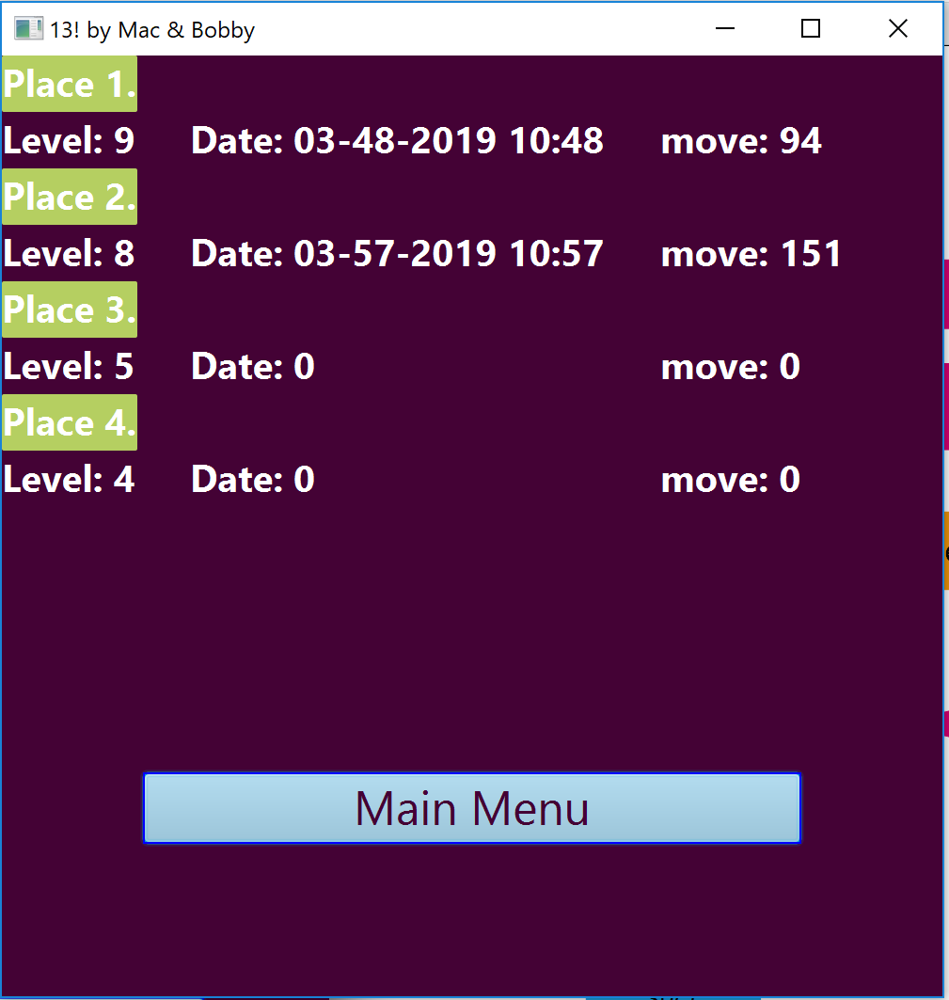 13! by Mac & Bobby
Place 1.
Level: 9 Date: 03-48-2019 10:48 move: 94
Place 2.
Level: 8 Date: 03-57-2019 10:57 move: 151
Place 3.
Level: 5 Date: 0 move: 0
Place 4.
Level: 4 Date: 0 move: 0
Main Menu